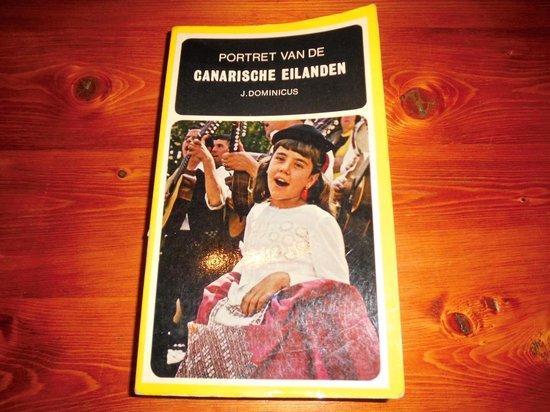 PORTRET VAN DE
CANARISCHE EILANDEN
J. DOMINICUS